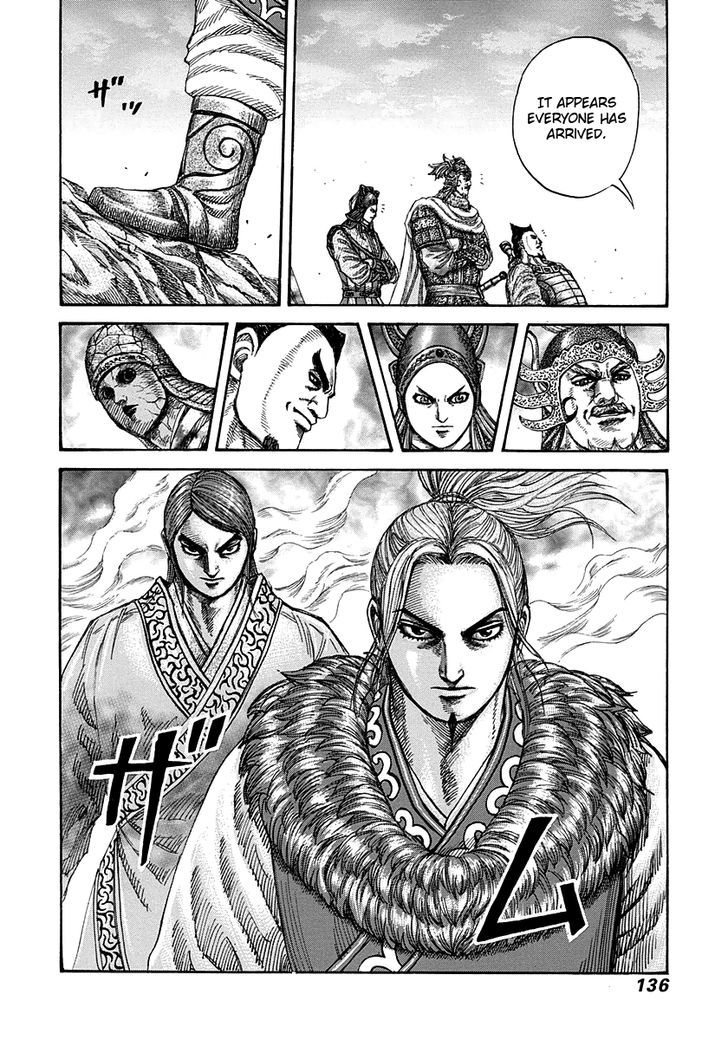 IT APPEARS
EVERYONE HAS
ARRIVED.
ザッ
ザ
ム
136